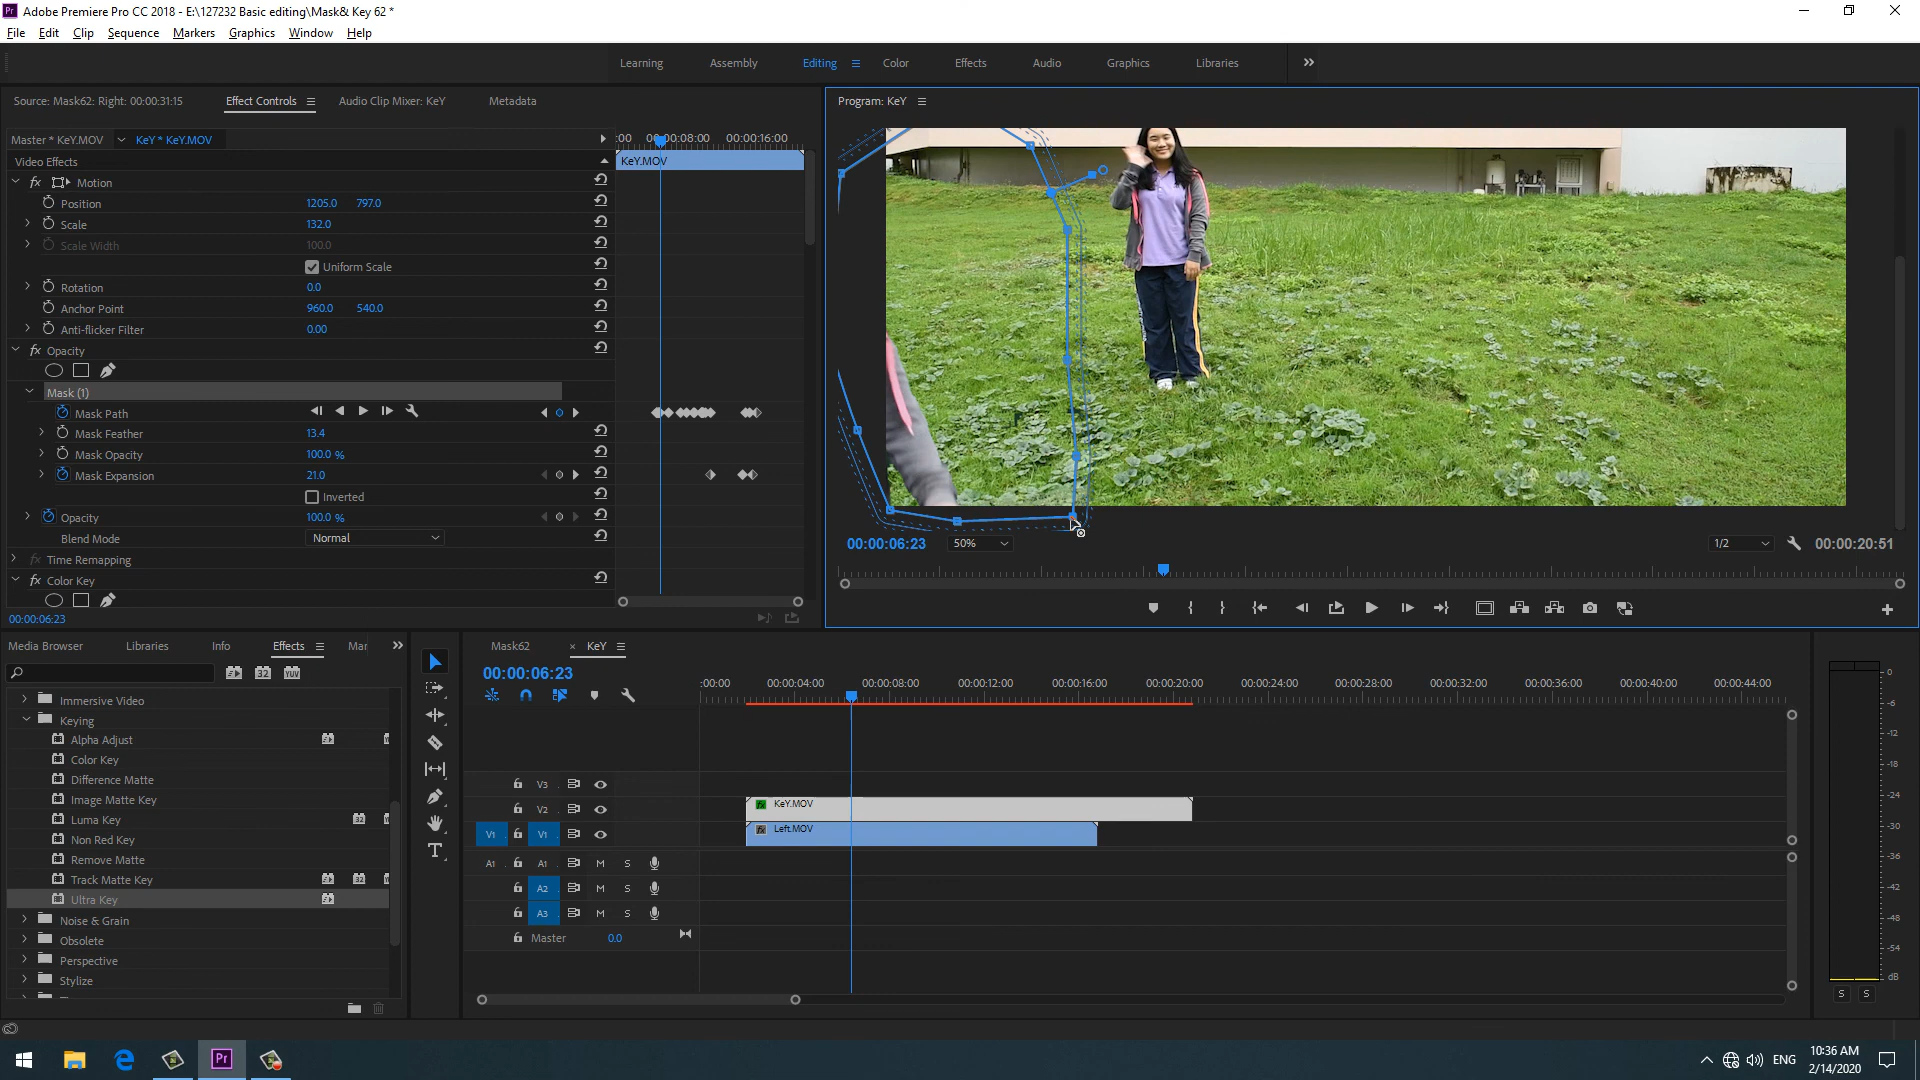 Adobe Premiere Pro CC 2018 - E:\127232 Basic editing\Mask& Key 62 *
File Edit Clip Sequence Markers Graphics Window Help
Learning Assembly Editing Color Effects Audio Graphics Libraries
Source: Mask62: Right: 00:00:31:15 Effect Controls Audio Clip Mixer: KeY Metadata
Program: KeY
Master * KeY.MOV KeY * KeY.MOV
:00 00:00:08:00 00:00:16:00
Video Effects
KeY.MOV
fx Motion
Position 1205.0 797.0
Scale 132.0
Scale Width 100.0
Uniform Scale
Rotation 0.0
Anchor Point 960.0 540.0
Anti-flicker Filter 0.00
fx Opacity
Mask (1)
Mask Path
Mask Feather 13.4
Mask Opacity 100.0 %
Mask Expansion 21.0
Inverted
Opacity 100.0 %
Blend Mode Normal
fx Time Remapping
fx Color Key
00:00:06:23
00:00:06:23 50% 1/2 00:00:20:51
Media Browser Libraries Info Effects Mar
32 YUV
Immersive Video
Keying
Alpha Adjust
Color Key
Difference Matte
Image Matte Key
Luma Key 32
Non Red Key
Remove Matte
Track Matte Key 32
Ultra Key
Noise & Grain
Obsolete
Perspective
Stylize
Mask62 × KeY
00:00:06:23
:00:00 00:00:04:00 00:00:08:00 00:00:12:00 00:00:16:00 00:00:20:00 00:00:24:00 00:00:28:00 00:00:32:00 00:00:36:00 00:00:40:00 00:00:44:00
V3
V2 fx KeY.MOV
V1 V1 fx Left.MOV
A1 A1 M S
A2 M S
A3 M S
Master 0.0
0
-6
-12
-18
-24
-30
-36
-42
-48
-54
dB
S S
Pr
ENG
10:36 AM
2/14/2020